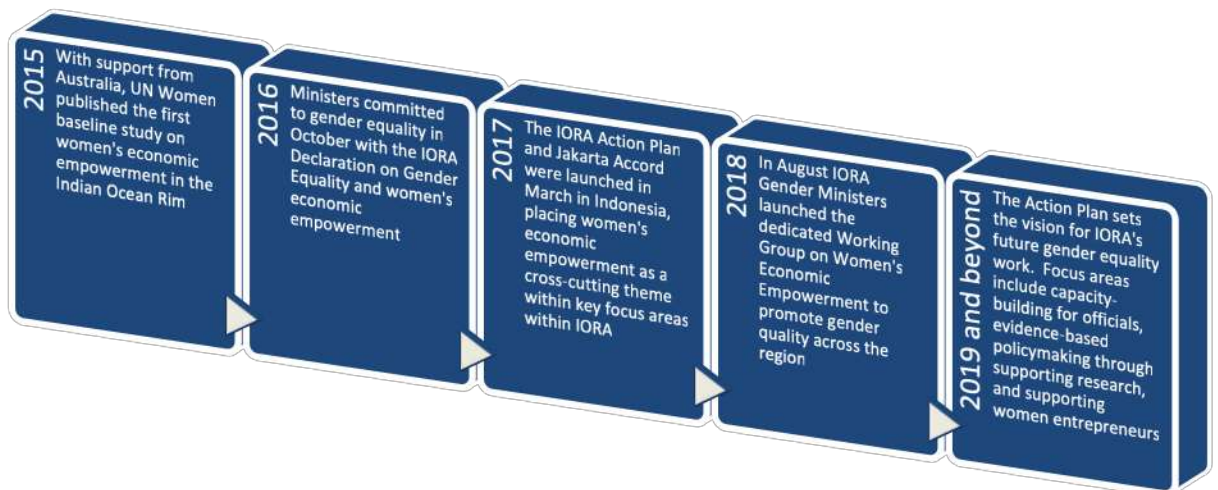 2015
With support from
Australia, UN Women
published the first
baseline study on
women's economic
empowerment in the
Indian Ocean Rim
2016
Ministers committed
to gender equality in
October with the IORA
Declaration on Gender
Equality and women's
economic
empowerment
2017
The IORA Action Plan
and Jakarta Accord
were launched in
March in Indonesia,
placing women's
economic
empowerment as a
cross-cutting theme
within key focus areas
within IORA
2018
In August IORA
Gender Ministers
launched the
dedicated Working
Group on Women's
Economic
Empowerment to
promote gender
quality across the
region
2019 and beyond
The Action Plan sets
the vision for IORA's
future gender equality
work. Focus areas
include capacity-
building for officials,
evidence-based
policymaking through
supporting research,
and supporting
women entrepreneurs